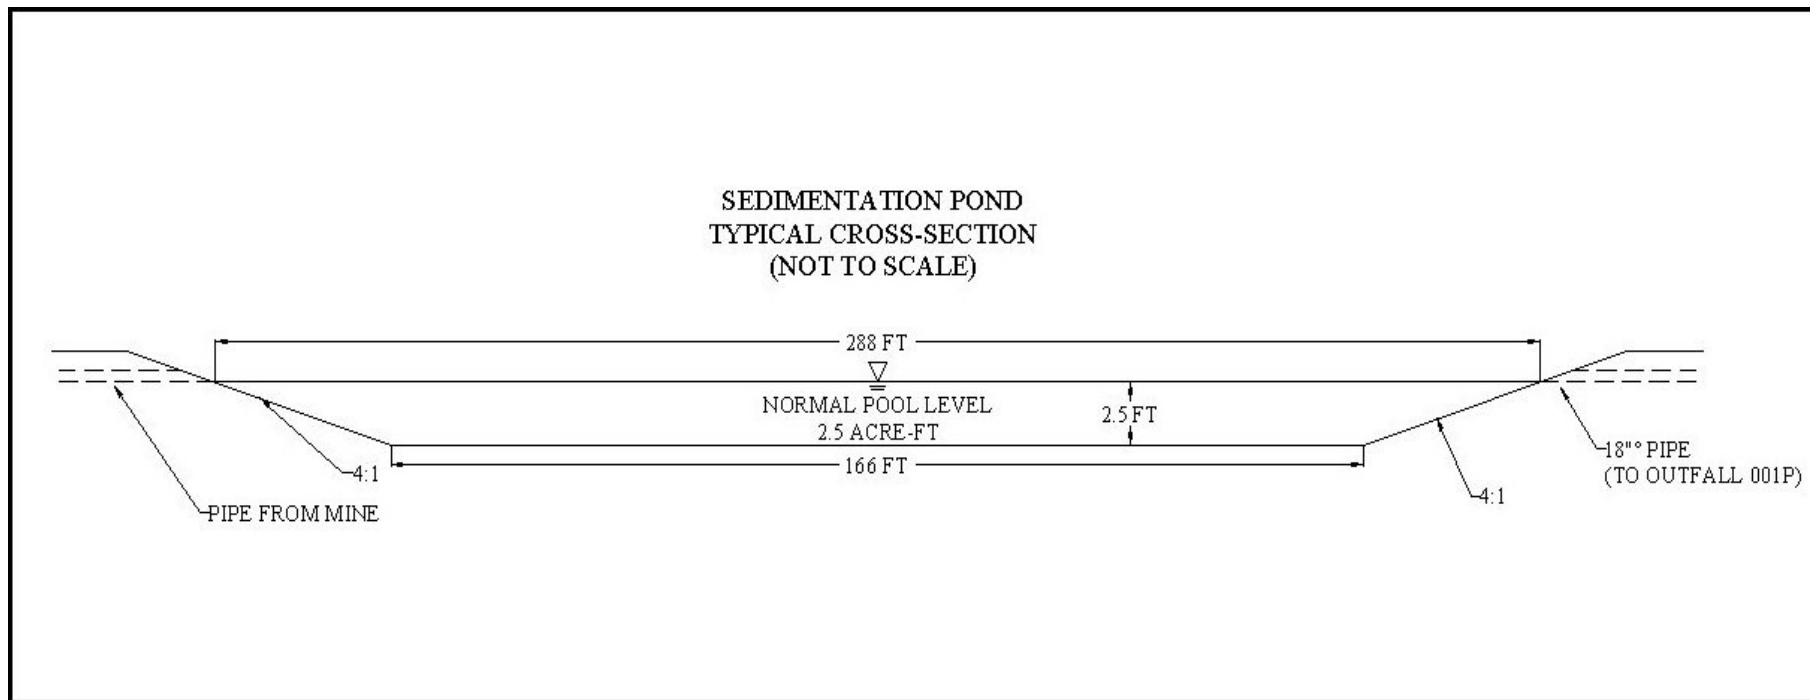 SEDIMENTATION POND
TYPICAL CROSS-SECTION
(NOT TO SCALE)
288 FT
NORMAL POOL LEVEL
2.5 ACRE-FT
2.5 FT
166 FT
4:1
PIPE FROM MINE
4:1
18"° PIPE
(TO OUTFALL 001P)